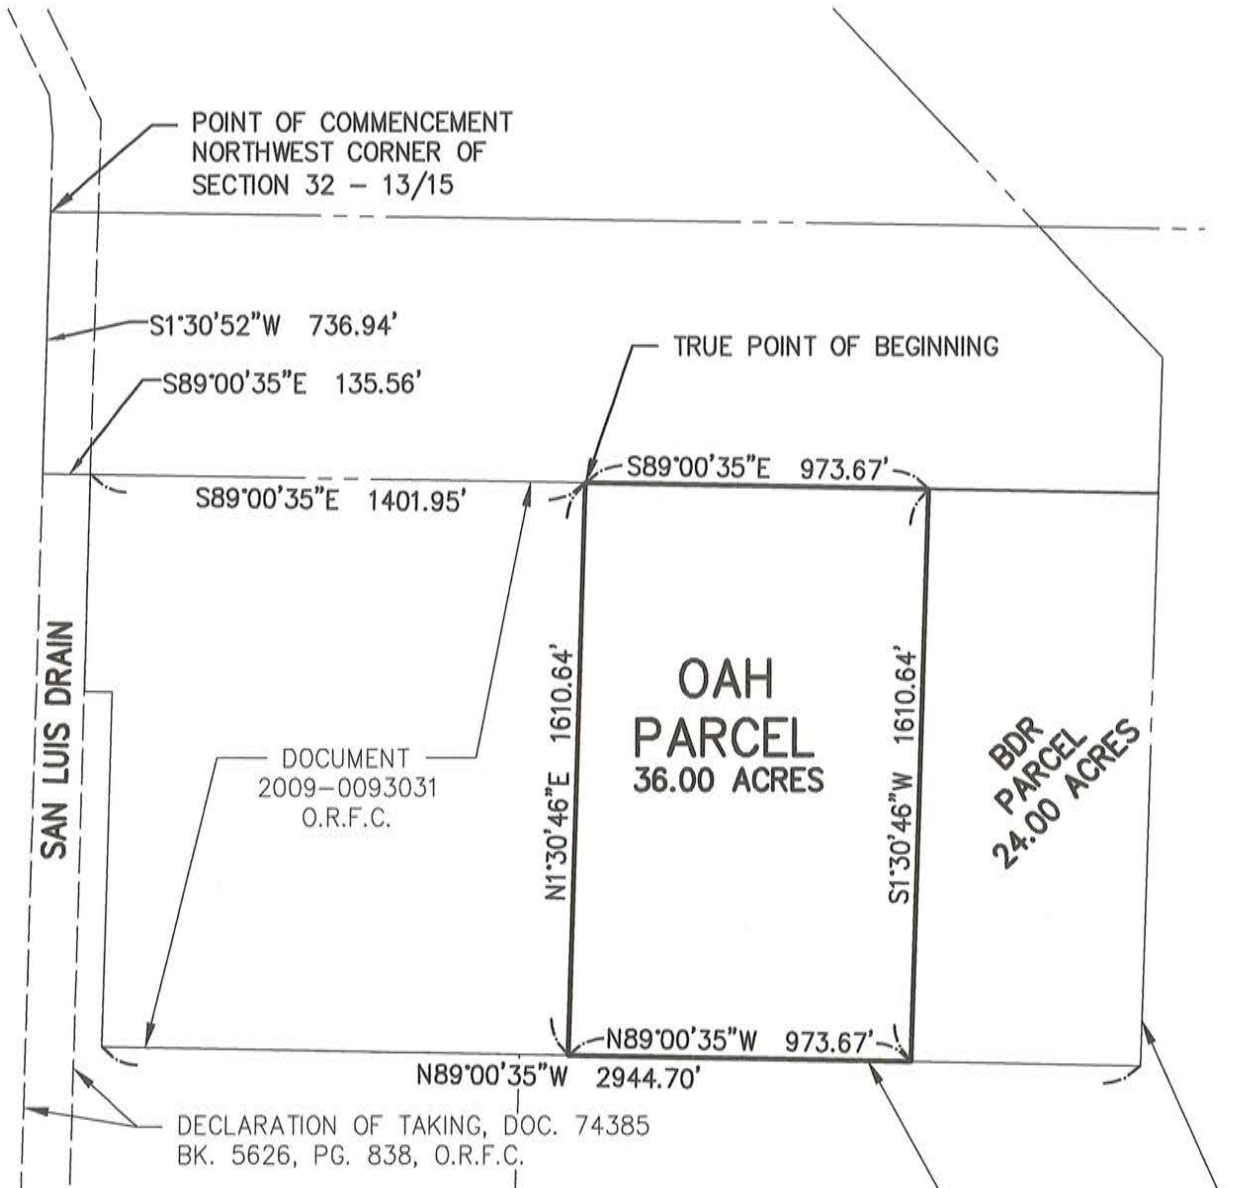 POINT OF COMMENCEMENT
NORTHWEST CORNER OF
SECTION 32 – 13/15
S1°30'52"W 736.94'
S89°00'35"E 135.56'
TRUE POINT OF BEGINNING
S89°00'35"E 973.67'
S89°00'35"E 1401.95'
SAN LUIS DRAIN
N1°30'46"E 1610.64'
OAH
PARCEL
36.00 ACRES
S1°30'46"W 1610.64'
BDR
PARCEL
24.00 ACRES
DOCUMENT
2009–0093031
O.R.F.C.
N89°00'35"W 973.67'
N89°00'35"W 2944.70'
DECLARATION OF TAKING, DOC. 74385
BK. 5626, PG. 838, O.R.F.C.